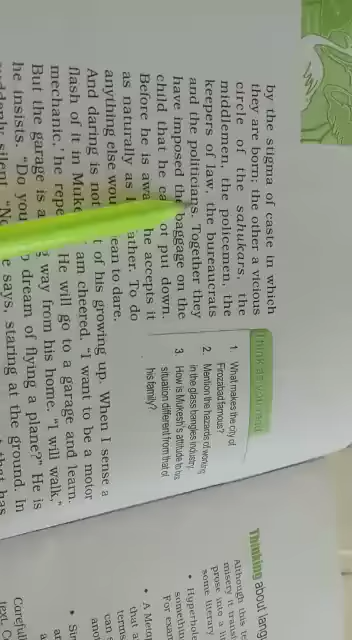 by the stigma of caste in which
they are born; the other a vicious
circle of the sahukars, the
middlemen, the policemen, the
keepers of law, the bureaucrats
and the politicians. Together they
have imposed the baggage on the
child that he ca ot put down.
Before he is awa he accepts it
as naturally as ather. To do
anything else wou ean to dare.
And daring is not t of his growing up. When I sense a
flash of it in Muke am cheered. "I want to be a motor
mechanic,' he repe He will go to a garage and learn.
But the garage is a way from his home. "I will walk,"
he insists. "Do you dream of flying a plane?" He is
silent. says, staring at the ground. In
that has
Think as you read
1. What makes the city of
Firozabad famous?
2. Mention the hazards of working
in the glass bangles industry.
3. How is Mukesh's attitude to his
situation different from that of
his family?
Thinking about
Although this
misery it
prose into a
some literary
• Hyperbole
something
For exam
• A
that
terms
can
Carefull
text.